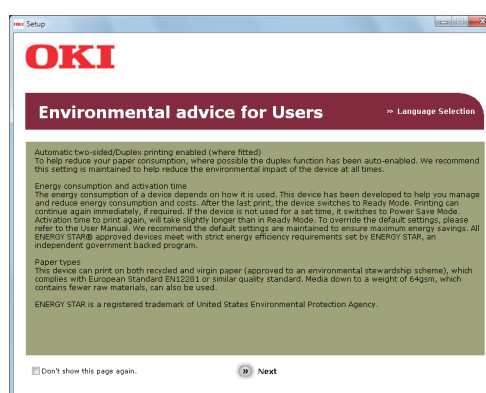 OKI Setup
OKI
Environmental advice for Users
» Language Selection
Automatic two-sided/Duplex printing enabled (where fitted)
To help reduce your paper consumption, where possible the duplex function has been auto-enabled. We recommend
this setting is maintained to help reduce the environmental impact of the device at all times.
Energy consumption and activation time
The energy consumption of a device depends on how it is used. This device has been developed to help you manage
and reduce energy consumption and costs. After the last print, the device switches to Ready Mode. Printing can
continue again immediately, if required. If the device is not used for a set time, it switches to Power Save Mode.
Activation time to print again, will take slightly longer than in Ready Mode. To override the default settings, please
refer to the User Manual. We recommend the default settings are maintained to ensure maximum energy savings. All
ENERGY STAR® approved devices meet with strict energy efficiency requirements set by ENERGY STAR, an
independent government backed program.
Paper types
This device can print on both recycled and virgin paper (approved to an environmental stewardship scheme), which
complies with European Standard EN12281 or similar quality standard. Media down to a weight of 64gsm, which
contains fewer raw materials, can also be used.
ENERGY STAR is a registered trademark of United States Environmental Protection Agency.
Don't show this page again.
» Next